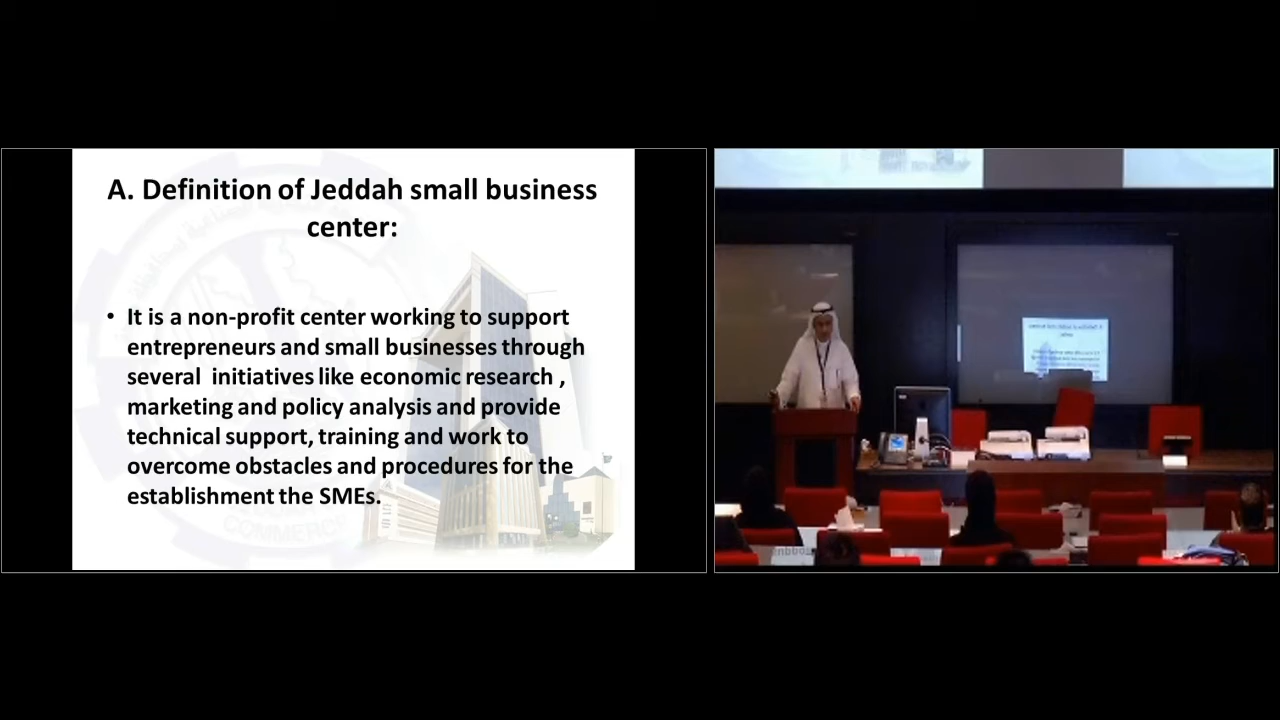 A. Definition of Jeddah small business
center:
• It is a non-profit center working to support
entrepreneurs and small businesses through
several initiatives like economic research ,
marketing and policy analysis and provide
technical support, training and work to
overcome obstacles and procedures for the
establishment the SMEs.
COMMERCE